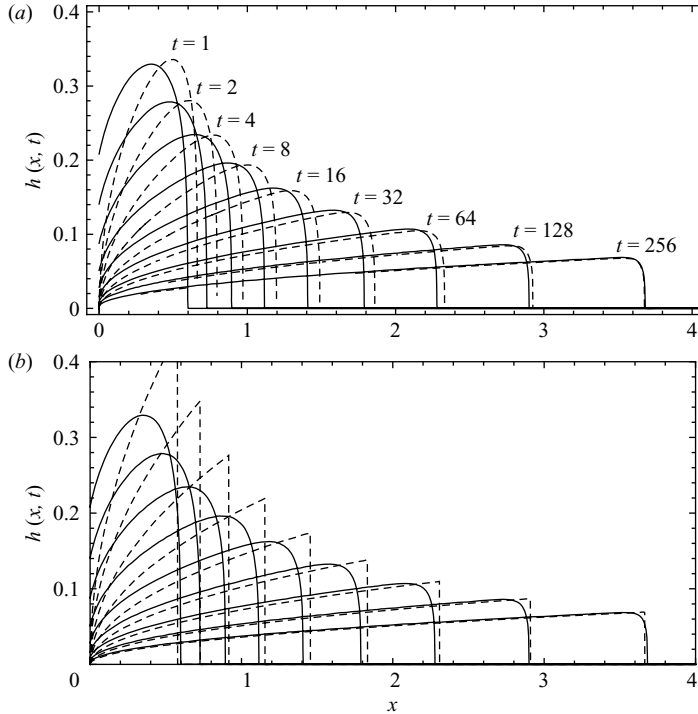 (a)
0.4
0.3
0.2
0.1
0
h (x, t)
t = 1
t = 2
t = 4
t = 8
t = 16
t = 32
t = 64
t = 128
t = 256
0
1
2
3
4
(b)
0.4
0.3
0.2
0.1
h (x, t)
0
1
2
3
4
x